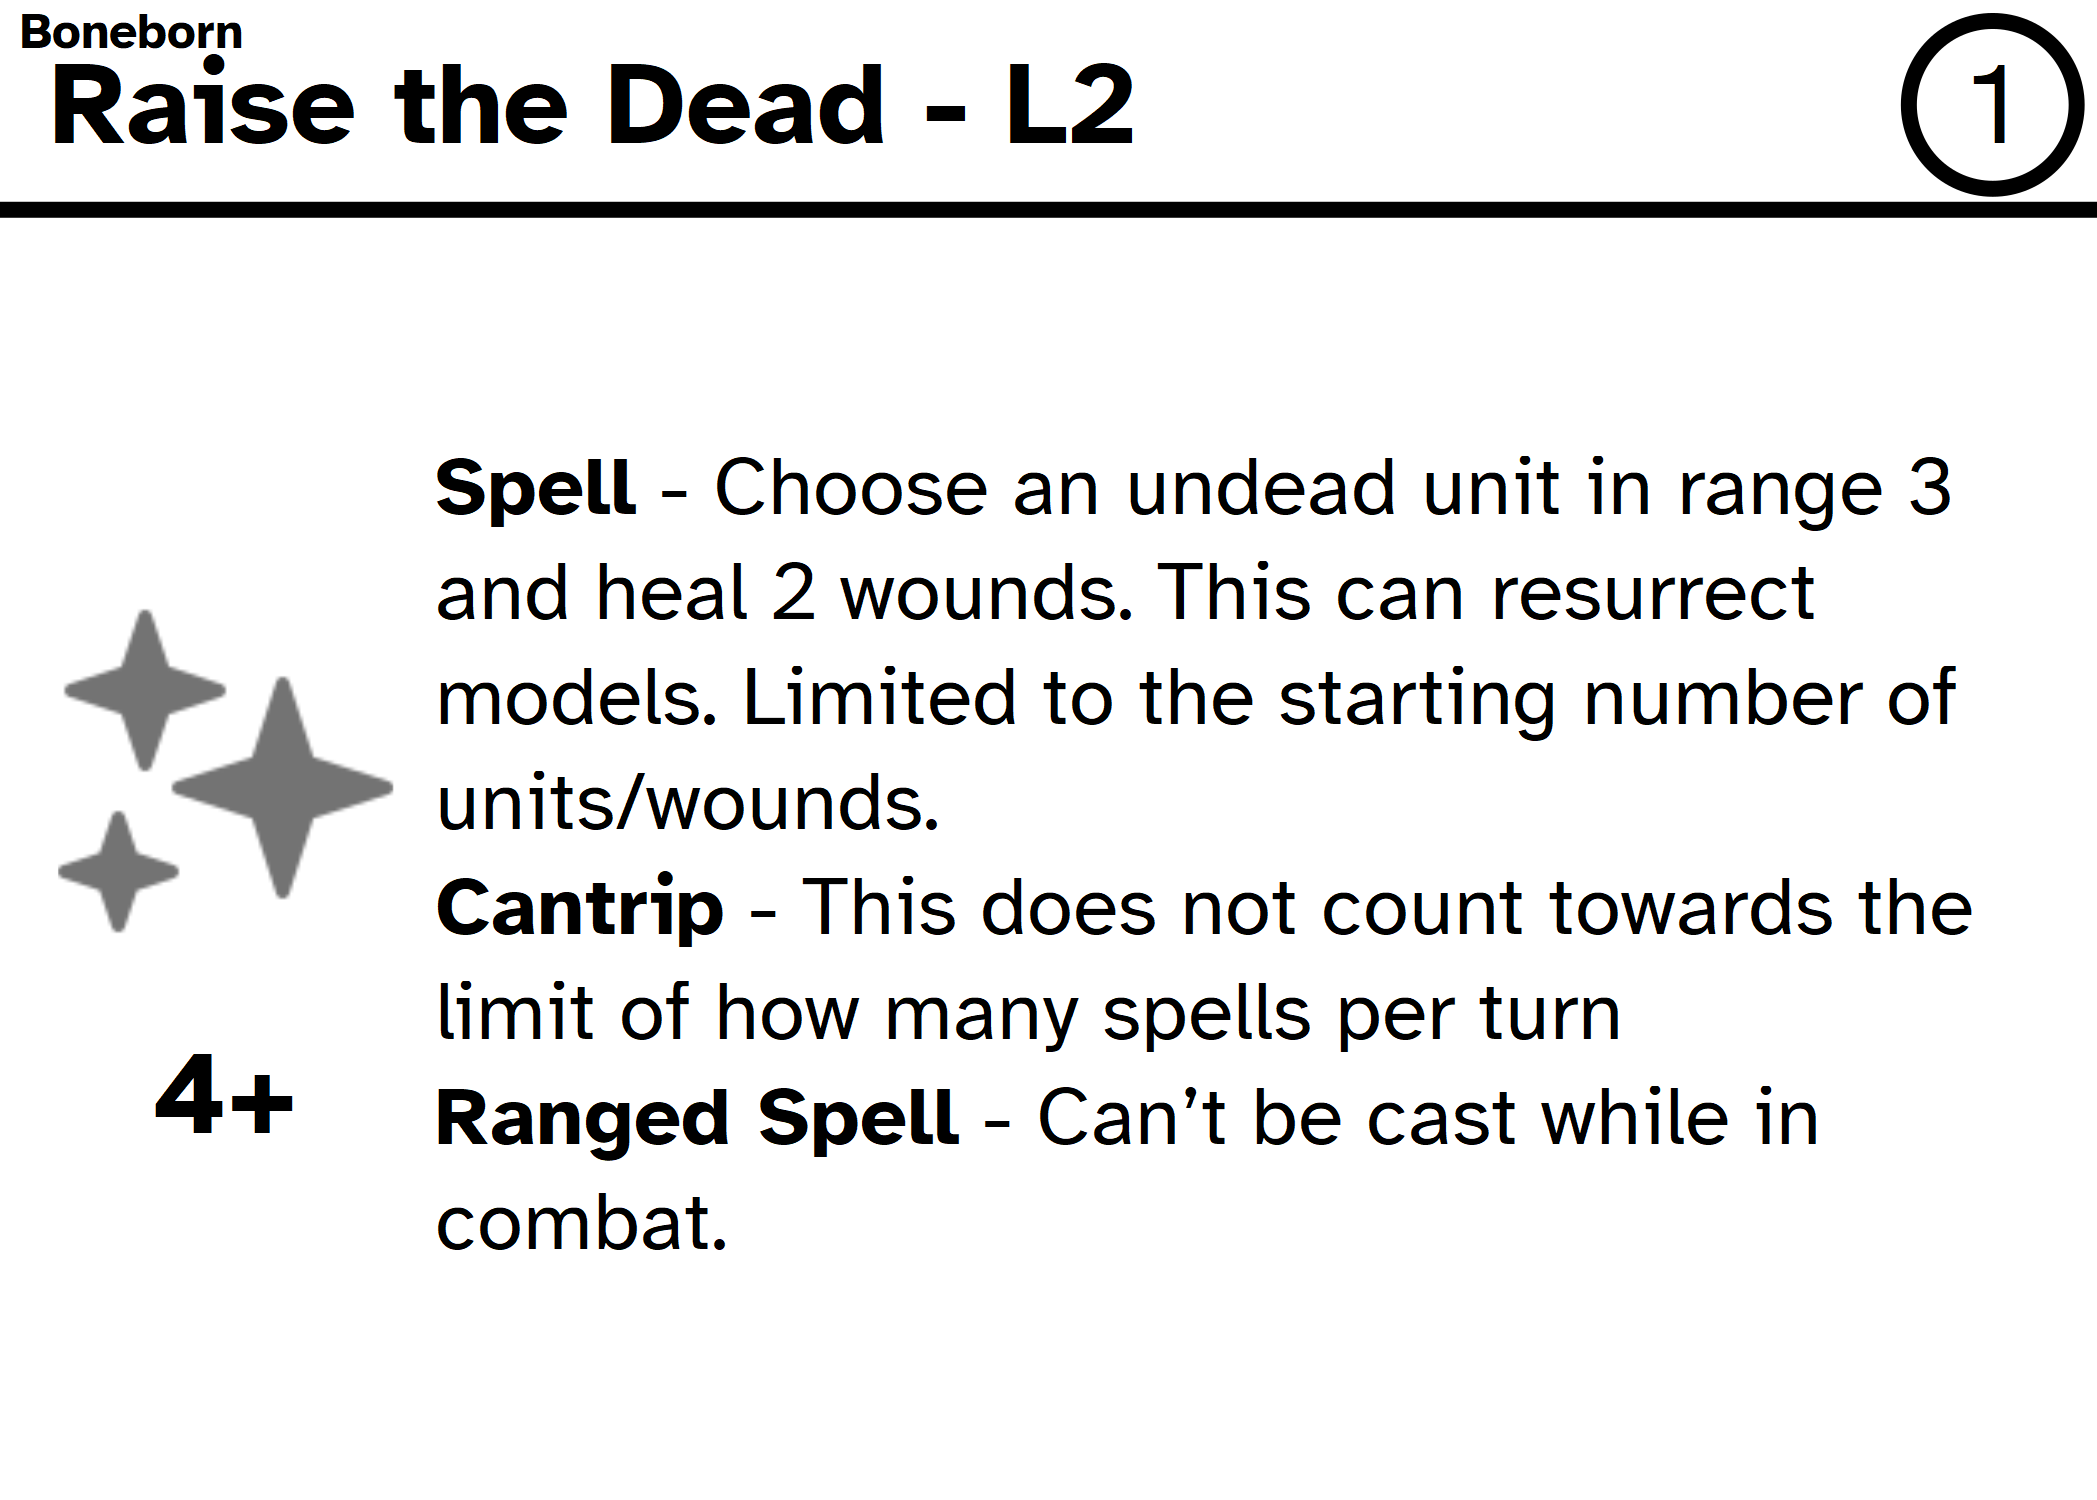 Boneborn
Raise the Dead - L2
1
Spell - Choose an undead unit in range 3
and heal 2 wounds. This can resurrect
models. Limited to the starting number of
units/wounds.
Cantrip - This does not count towards the
limit of how many spells per turn
Ranged Spell - Can’t be cast while in
combat.
4+